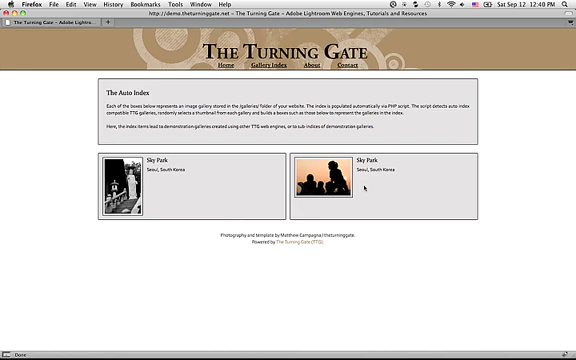 Firefox File Edit View History Bookmarks Tools Window Help
Sat Sep 12 12:40 PM
http://demo.theturninggate.net – The Turning Gate – Adobe Lightroom Web Engines, Tutorials and Resources
The Turning Gate – Adobe Lightro...
THE TURNING GATE
Home Gallery Index About Contact
The Auto Index
Each of the boxes below represents an image gallery stored in the /galleries/ folder of your website. The index is populated automatically via PHP script. The script detects auto index
compatible TTG galleries, randomly selects a thumbnail from each gallery and builds a boxes such as those below to represent the galleries in the index.
Here, the index items lead to demonstration galleries created using other TTG web engines, or to sub-indices of demonstration galleries.
Sky Park
Seoul, South Korea
Sky Park
Seoul, South Korea
Photography and template by Matthew Campagna / theturninggate.
Powered by The Turning Gate (TTG).
Done